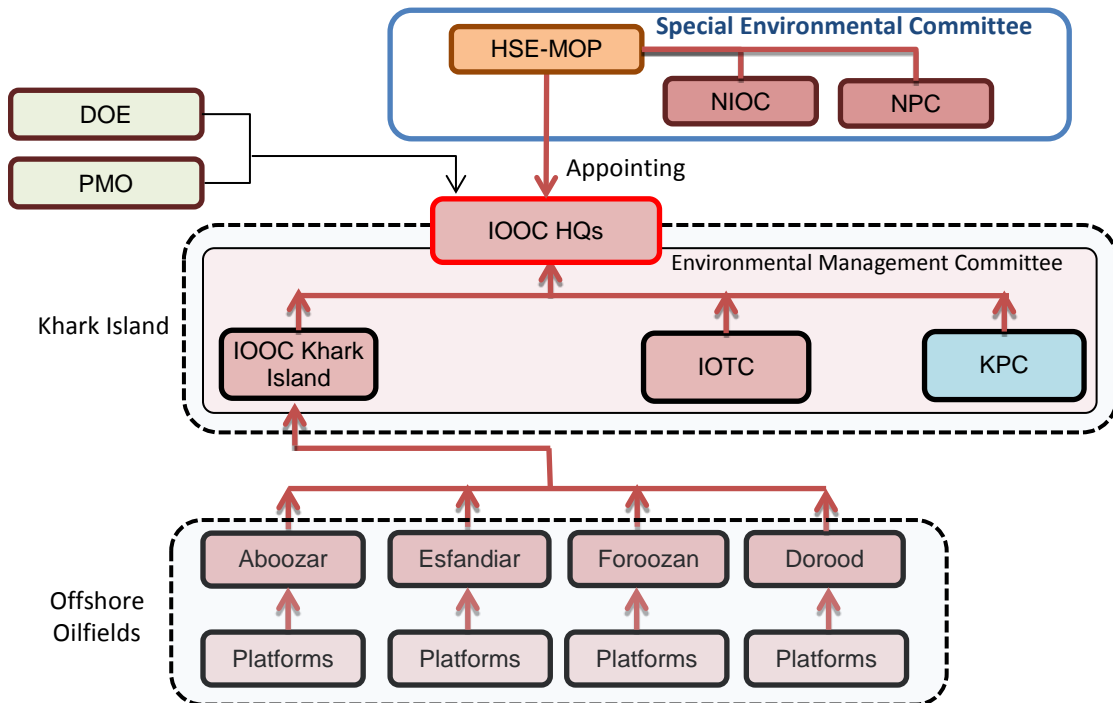 Special Environmental Committee
HSE-MOP
NIOC
NPC
DOE
PMO
Appointing
IOOC HQs
Environmental Management Committee
Khark Island
IOOC Khark
Island
IOTC
KPC
Offshore
Oilfields
Aboozar
Esfandiar
Foroozan
Dorood
Platforms
Platforms
Platforms
Platforms